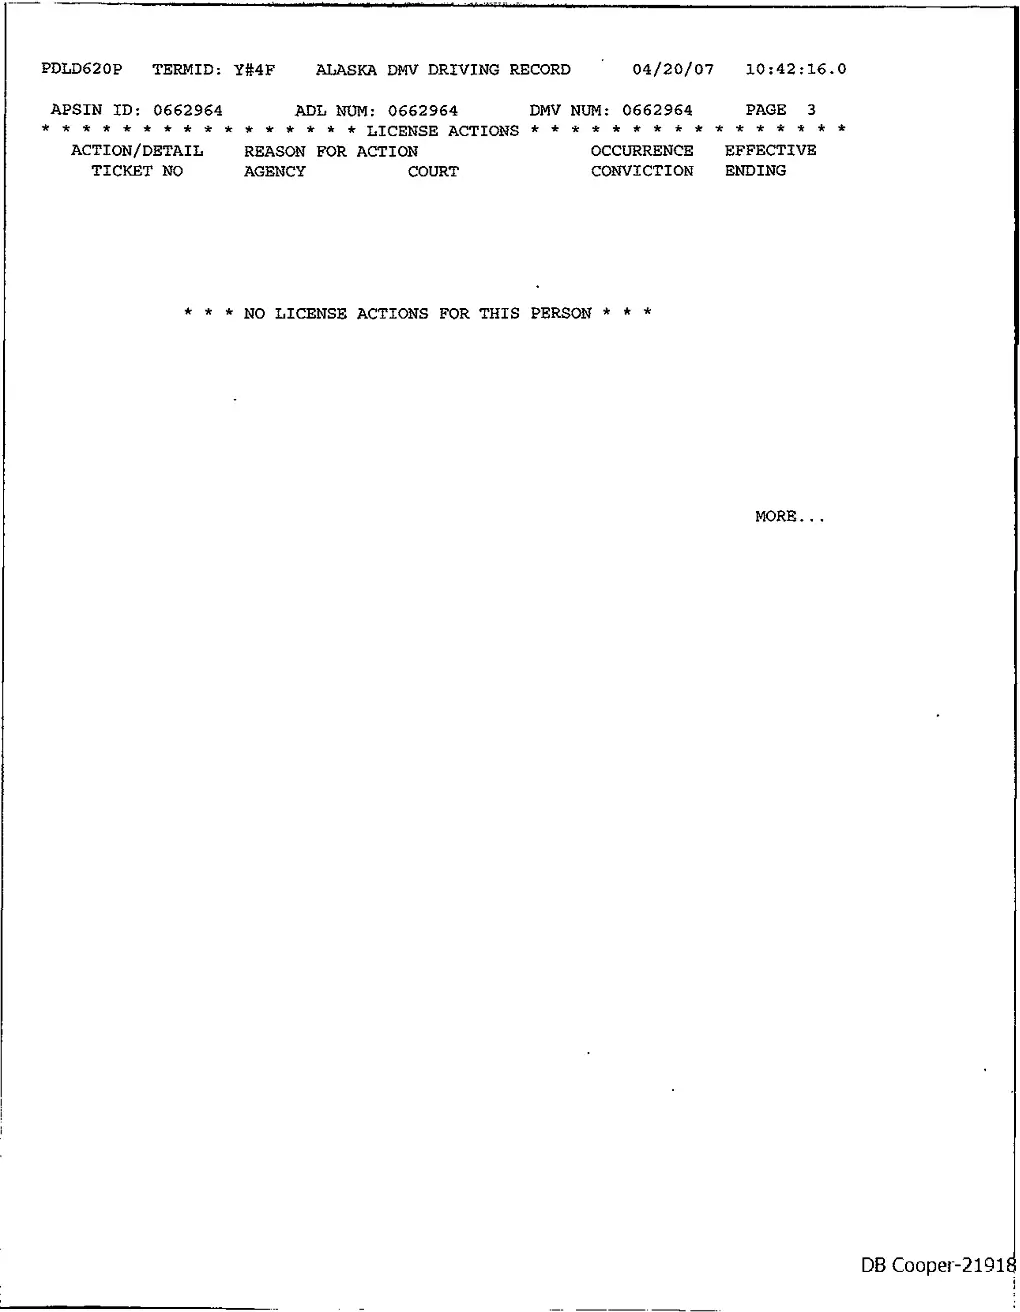 PDLD620P TERMID: Y#4F ALASKA DMV DRIVING RECORD 04/20/07 10:42:16.0
APSIN ID: 0662964 ADL NUM: 0662964 DMV NUM: 0662964 PAGE 3
* * * * * * * * * * * * * * * * LICENSE ACTIONS * * * * * * * * * * * * * * * *
ACTION/DETAIL REASON FOR ACTION OCCURRENCE EFFECTIVE
TICKET NO AGENCY COURT CONVICTION ENDING
* * * NO LICENSE ACTIONS FOR THIS PERSON * * *
MORE...
DB Cooper-21918